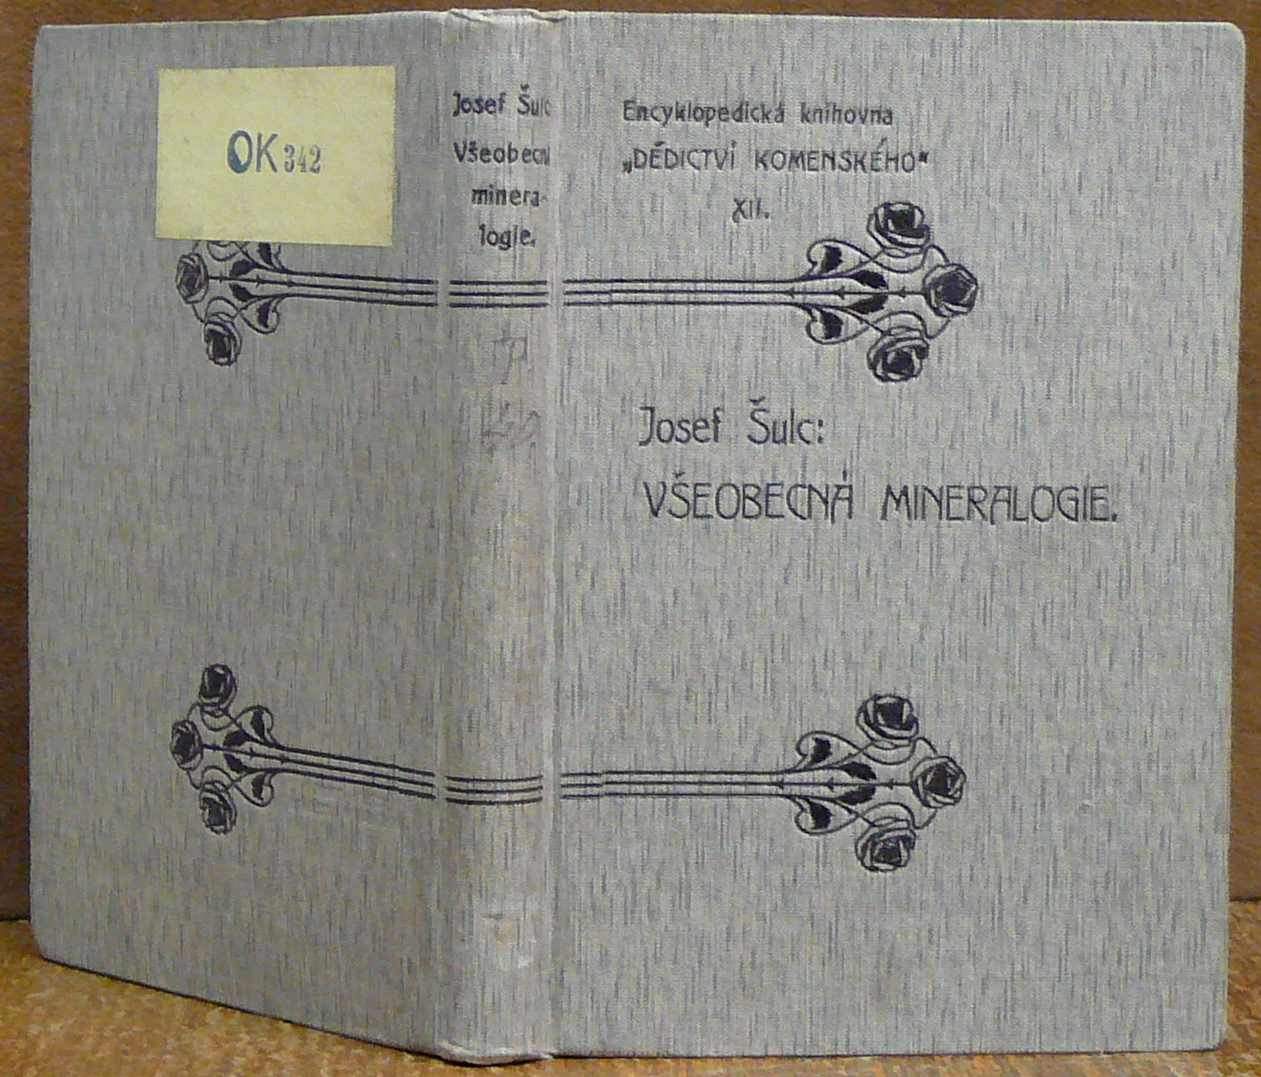 OK 342
Josef Šulc
Všeobecná
minera-
logie.
Encyklopedická knihovna
„DĚDICTVÍ KOMENSKÉHO“
XII.
Josef Šulc:
VŠEOBECNÁ MINERALOGIE.